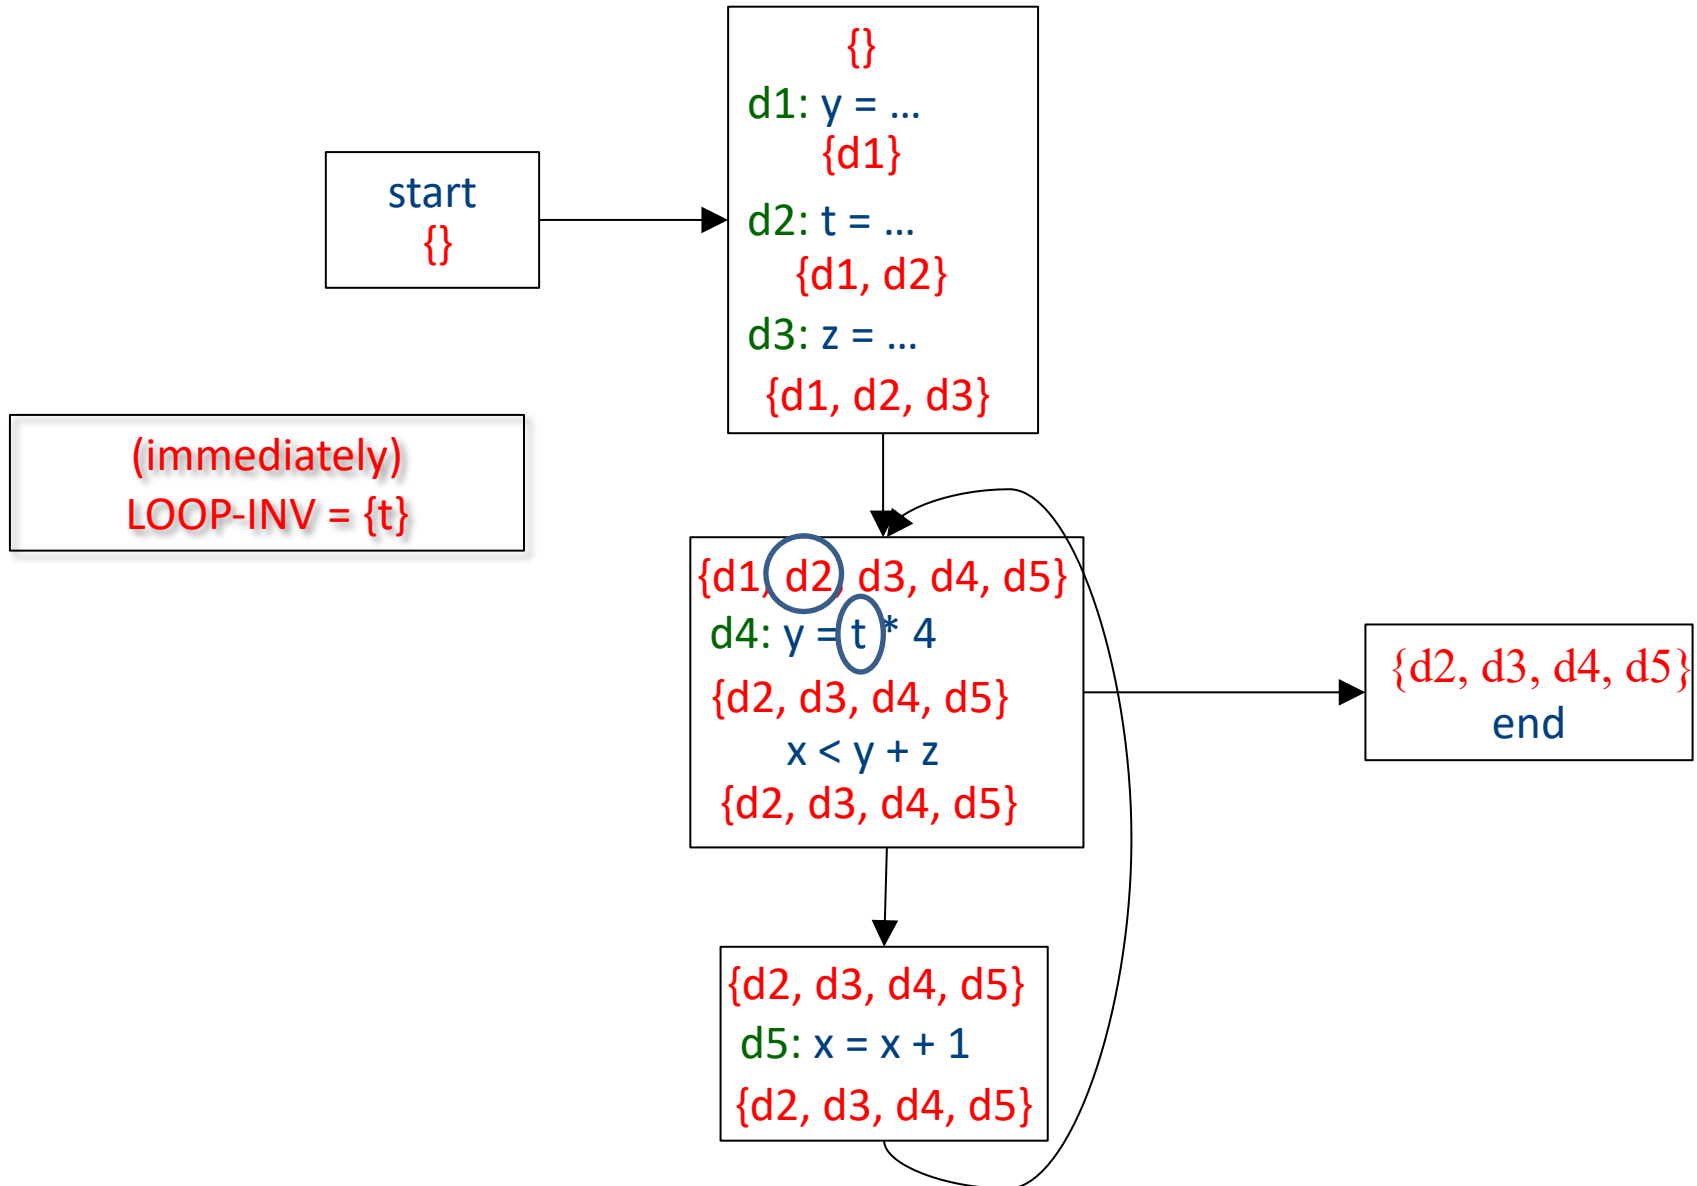 start
{}
{}
d1: y = ...
{d1}
d2: t = ...
{d1, d2}
d3: z = ...
{d1, d2, d3}
(immediately)
LOOP-INV = {t}
{d1, d2, d3, d4, d5}
d4: y = t * 4
{d2, d3, d4, d5}
x < y + z
{d2, d3, d4, d5}
{d2, d3, d4, d5}
end
{d2, d3, d4, d5}
d5: x = x + 1
{d2, d3, d4, d5}